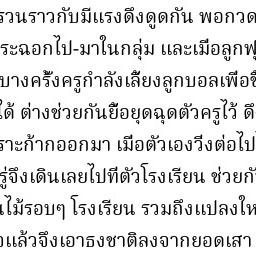 รวนราวกับมีแรงดึงดูดกัน พอกวด
ระฉอกไป-มาในกลุ่ม และเมื่อลูกฟุ
บางครั้งครูกำลังเลี้ยงลูกบอลเพื่อขึ้
ได้ ต่างช่วยกันยื้อยุดฉุดตัวครูไว้ ดึ
ราะก้ากออกมา เมื่อตัวเองวิ่งต่อไป
รู่จึงเดินเลยไปที่ตัวโรงเรียน ช่วยก้
นไม้รอบๆ โรงเรียน รวมถึงแปลงให
อแล้วจึงเอาธงชาติลงจากยอดเสา